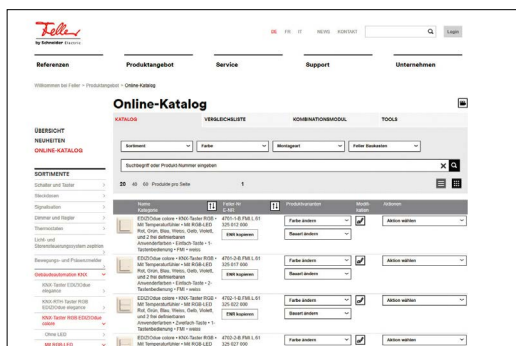 Feller
by Schneider Electric
DE FR IT NEWS KONTAKT
Login
Referenzen Produktangebot Service Support Unternehmen
Willkommen bei Feller > Produktangebot > Online-Katalog
Online-Katalog
KATALOG VERGLEICHSLISTE KOMBINATIONSMODUL TOOLS
ÜBERSICHT
NEUHEITEN
ONLINE-KATALOG
Sortiment Farbe Montageart Feller Baukasten
Suchbegriff oder Produkt-Nummer eingeben
20 40 60 Produkte pro Seite 1
SORTIMENTE
Schalter und Taster
Steckdosen
Signalisation
Dimmer und Regler
Thermostaten
Licht- und
Storensteuerungssystem zeptrion
Bewegungs- und Präsenzmelder
Gebäudeautomation KNX
KNX-Taster EDIZIOdue
elegance
KNX-RTH-Taster RGB
EDIZIOdue elegance
KNX-Taster RGB EDIZIOdue
colore
Ohne LED
Mit RGB-LED
Name
Kategorie
Feller Nr
E-Nr
Produktvarianten
Aktionen
EDIZIOdue colore • KNX-Taster RGB •
Mit Temperaturfühler • Mit RGB-LED
Rot, Grün, Blau, Weiss, Gelb, Violett,
und 2 frei definierbaren
Anwenderfarben • Einfach-Taste • 1-
Tastenbedienung • FMI • weiss
4701-1-B.FMI.L.61
325 012 000
ENR kopieren
Farbe ändern
Bauart ändern
Aktion wählen
EDIZIOdue colore • KNX-Taster RGB •
Mit Temperaturfühler • Mit RGB-LED
Rot, Grün, Blau, Weiss, Gelb, Violett,
und 2 frei definierbaren
Anwenderfarben • Einfach-Taste • 2-
Tastenbedienung • FMI • weiss
4701-2-B.FMI.L.61
325 017 000
ENR kopieren
Farbe ändern
Bauart ändern
Aktion wählen
EDIZIOdue colore • KNX-Taster RGB •
Mit Temperaturfühler • Mit RGB-LED
Rot, Grün, Blau, Weiss, Gelb, Violett,
und 2 frei definierbaren
Anwenderfarben • Zweifach-Taste • 1-
Tastenbedienung • FMI • weiss
4702-1-B.FMI.L.61
325 022 000
ENR kopieren
Farbe ändern
Bauart ändern
Aktion wählen
EDIZIOdue colore • KNX-Taster RGB •
Mit Temperaturfühler • Mit RGB-LED
4702-2-B.FMI.L.61
325 027 000
Farbe ändern
Aktion wählen